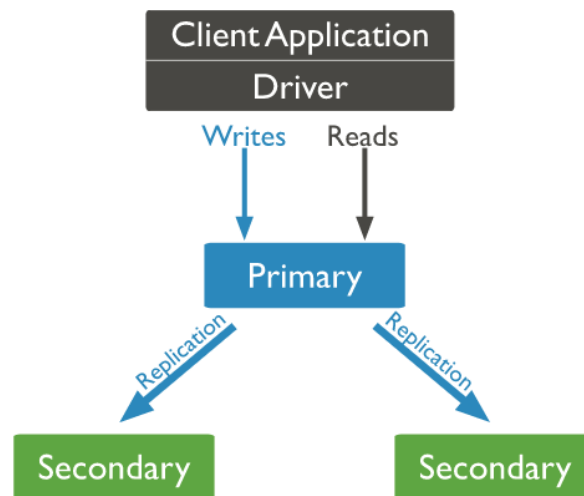 Client Application
Driver
Writes Reads
Primary
Replication Replication
Secondary Secondary